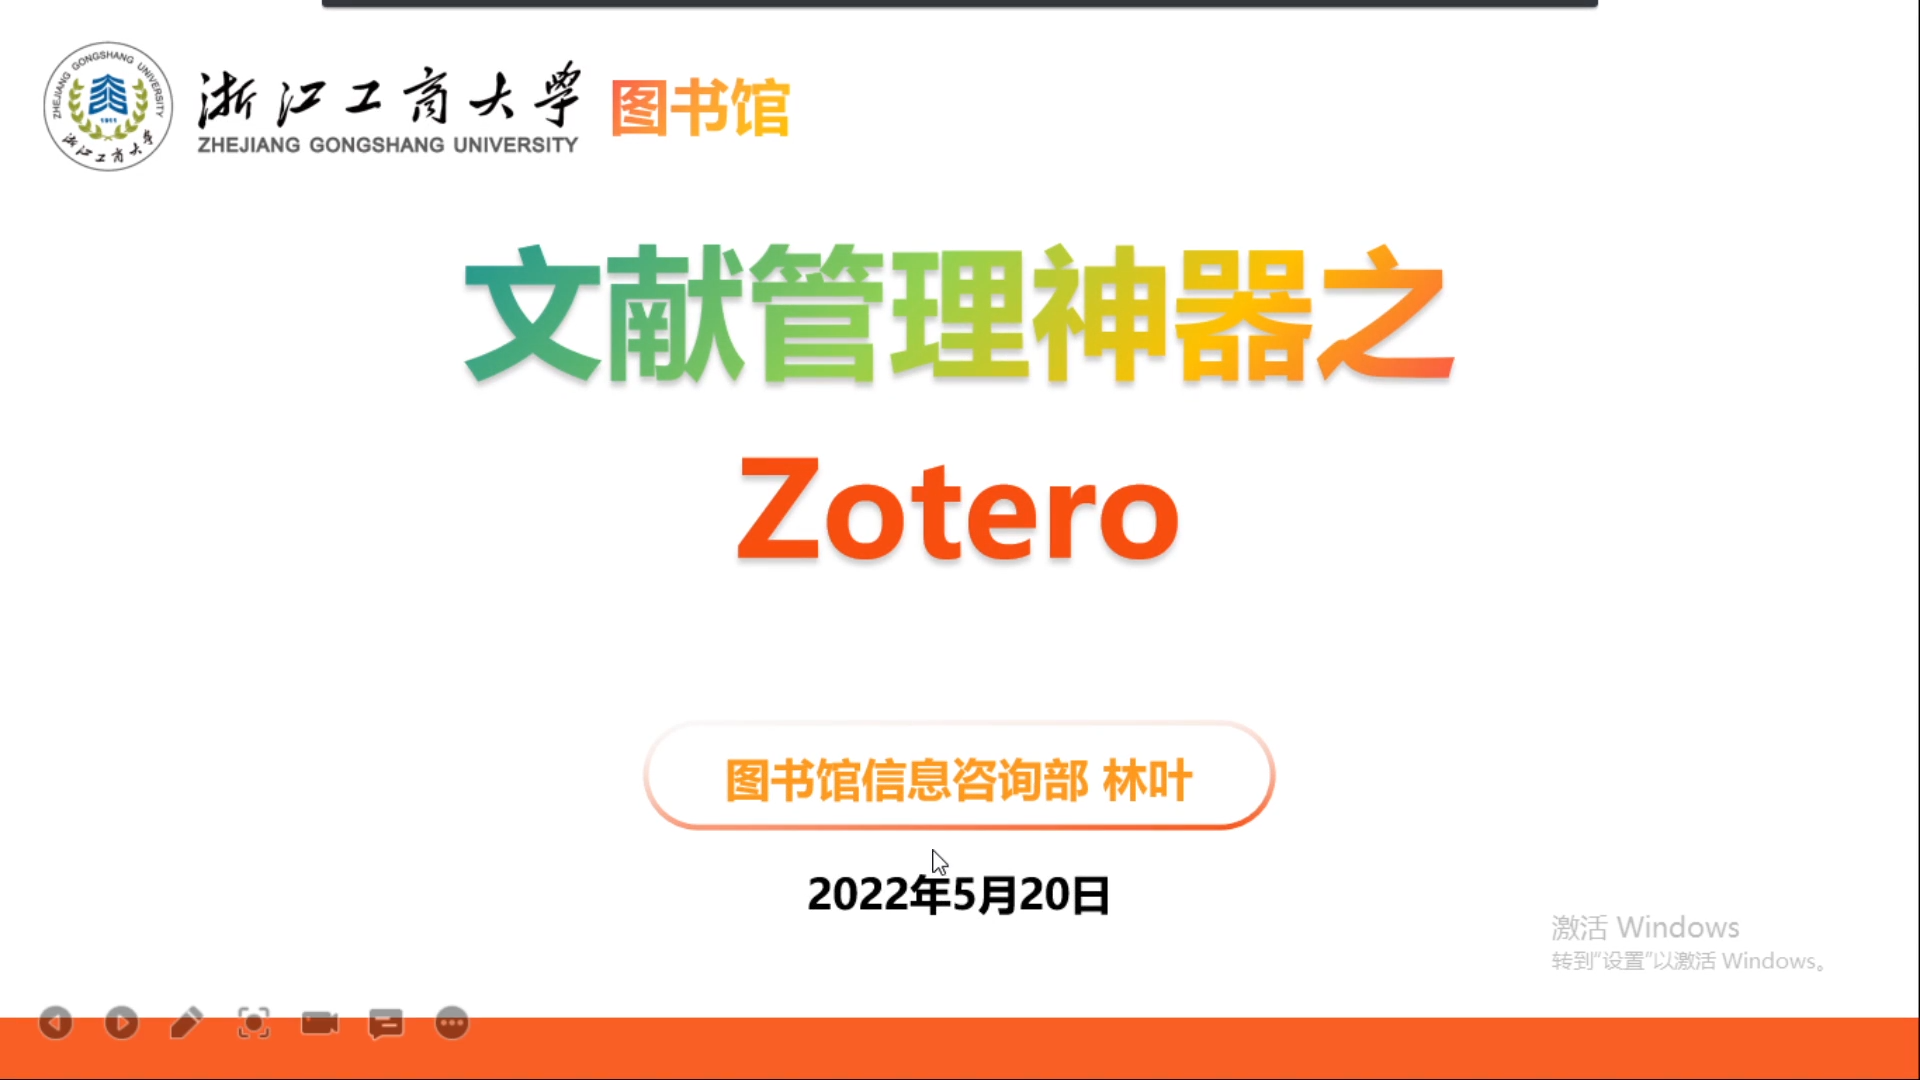 ZHEJIANG GONGSHANG UNIVERSITY
1911
浙江工商大学
浙江工商大学 图书馆
ZHEJIANG GONGSHANG UNIVERSITY
文献管理神器之
Zotero
图书馆信息咨询部 林叶
2022年5月20日
激活 Windows
转到“设置”以激活 Windows。